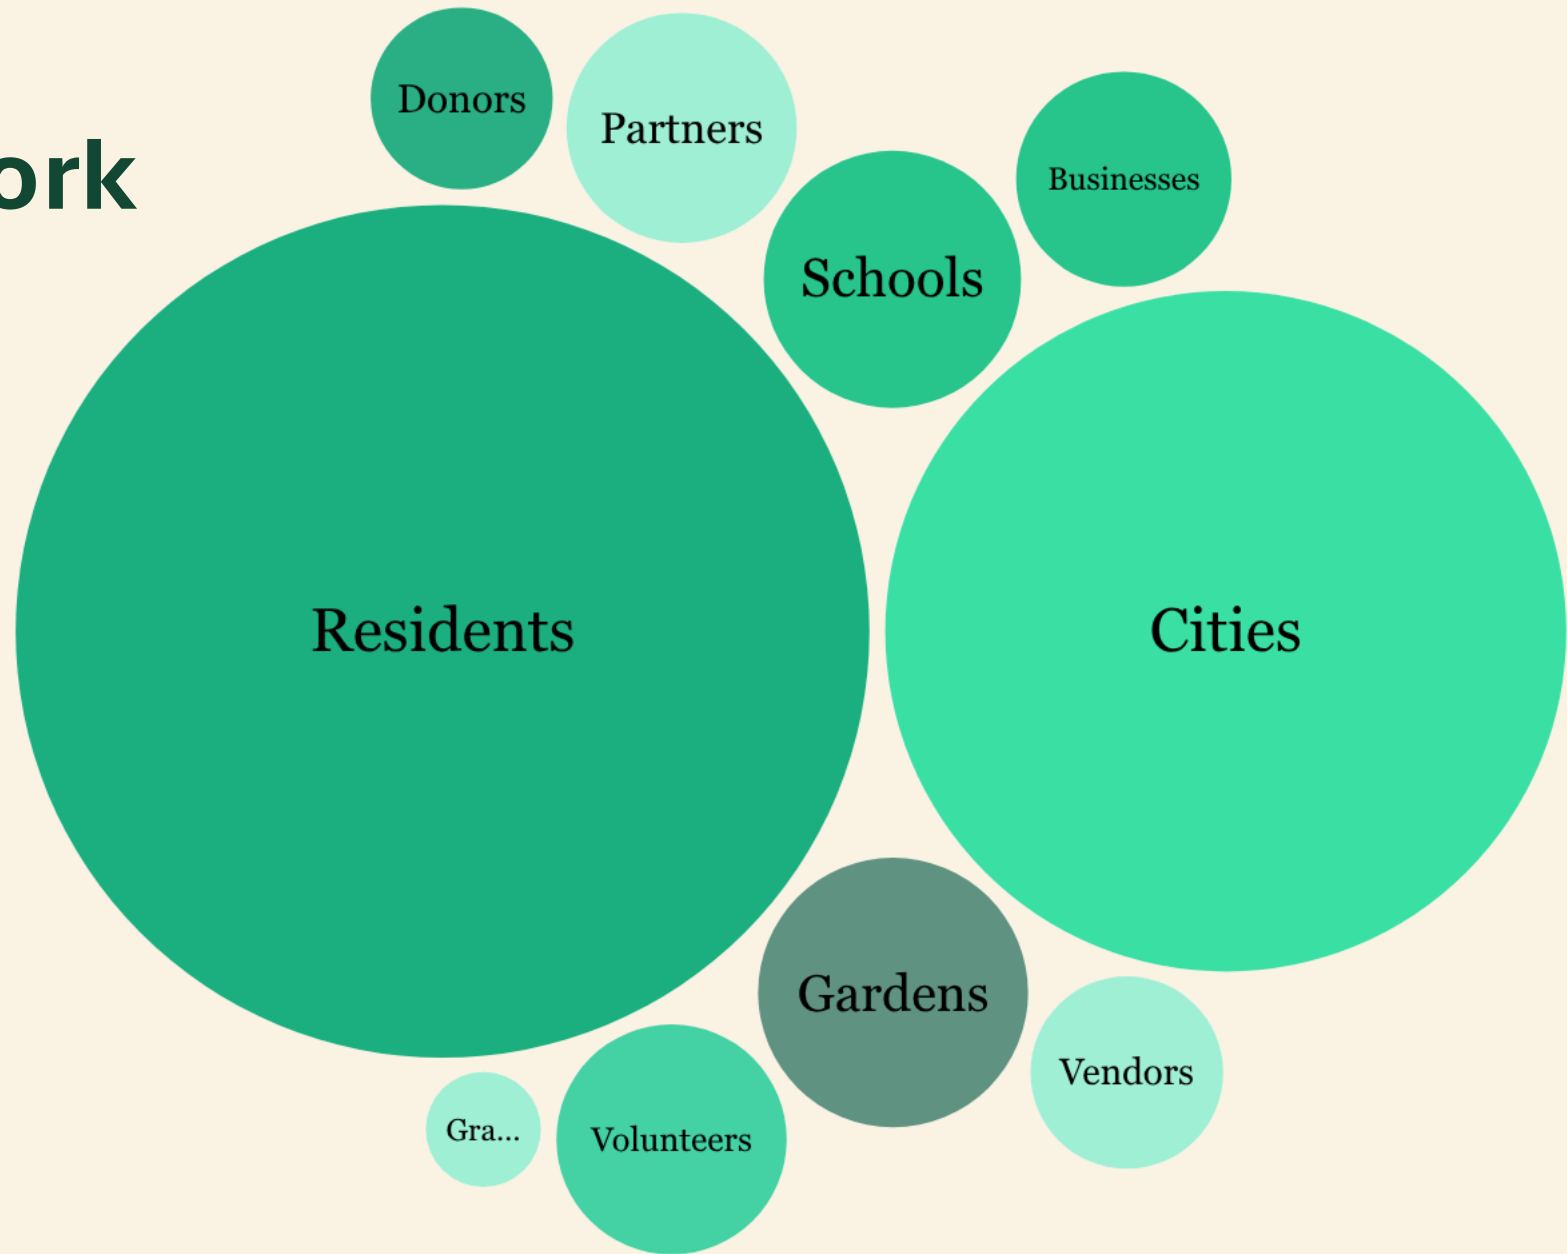 ork
Donors
Partners
Businesses
Schools
Residents
Cities
Gardens
Vendors
Gra...
Volunteers